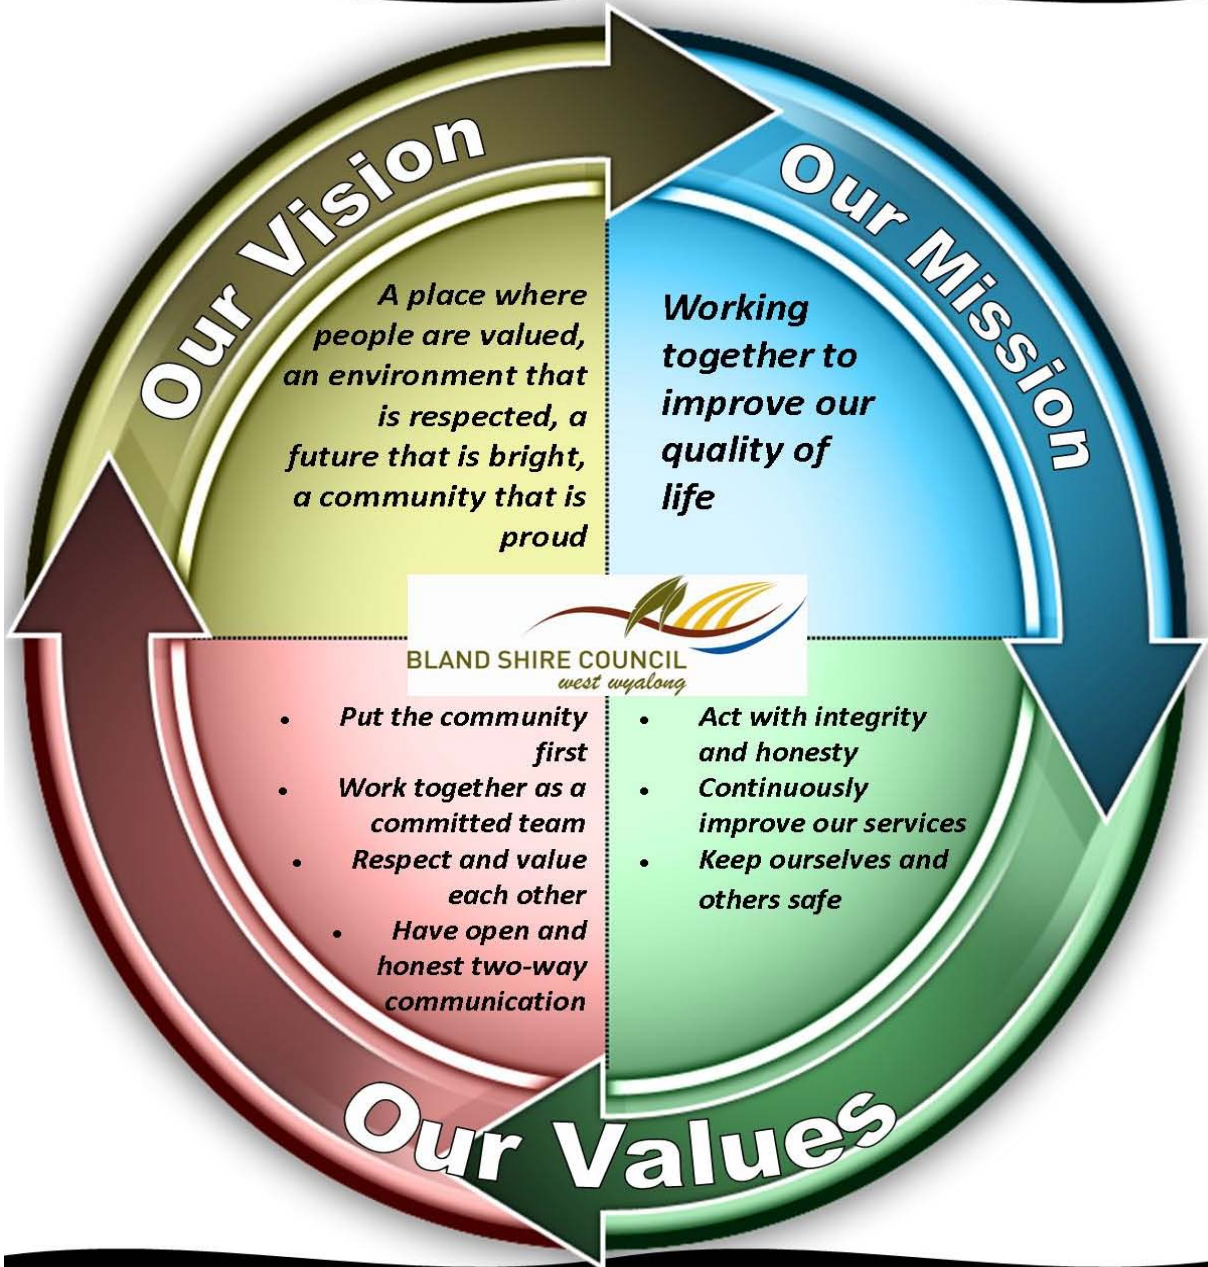 Our Vision
A place where
people are valued,
an environment that
is respected, a
future that is bright,
a community that is
proud
Our Mission
Working
together to
improve our
quality of
life
BLAND SHIRE COUNCIL
west wyalong
• Put the community
first
• Work together as a
committed team
• Respect and value
each other
• Have open and
honest two-way
communication
• Act with integrity
and honesty
• Continuously
improve our services
• Keep ourselves and
others safe
Our Values